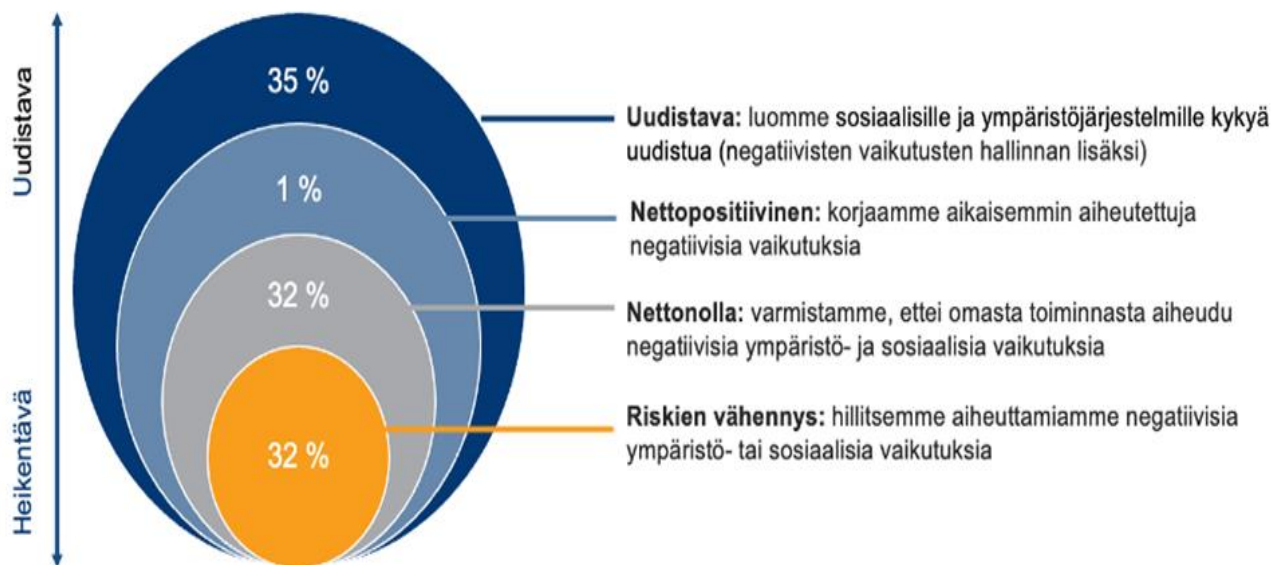 Uudistava
Heikentävä
35 %
1 %
32 %
32 %
Uudistava: luomme sosiaalisille ja ympäristöjärjestelmille kykyä
uudistua (negatiivisten vaikutusten hallinnan lisäksi)
Nettopositiivinen: korjaamme aikaisemmin aiheutettuja
negatiivisia vaikutuksia
Nettonolla: varmistamme, ettei omasta toiminnasta aiheudu
negatiivisia ympäristö- ja sosiaalisia vaikutuksia
Riskien vähennys: hillitsemme aiheuttamiamme negatiivisia
ympäristö- tai sosiaalisia vaikutuksia